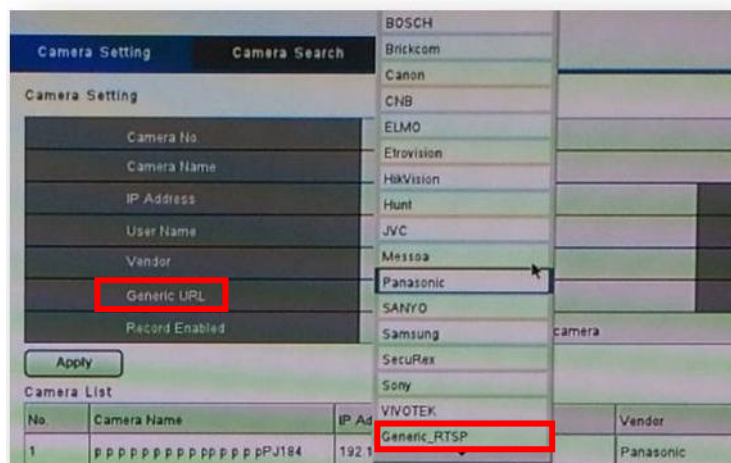 BOSCH
Camera Setting Camera Search Brickcom
Canon
Camera Setting
CNB
Camera No. ELMO
Etrovision
Camera Name
HikVision
IP Address Hunt
User Name JVC
Vendor Messoa
Generic URL Panasonic
SANYO
Record Enabled Samsung camera
Apply SecuRex
Camera List Sony
VIVOTEK
No. Camera Name IP Ad Vendor
Generic_RTSP
1 p p p p p p p p p pp p p p pPJ184 192.1 Panasonic